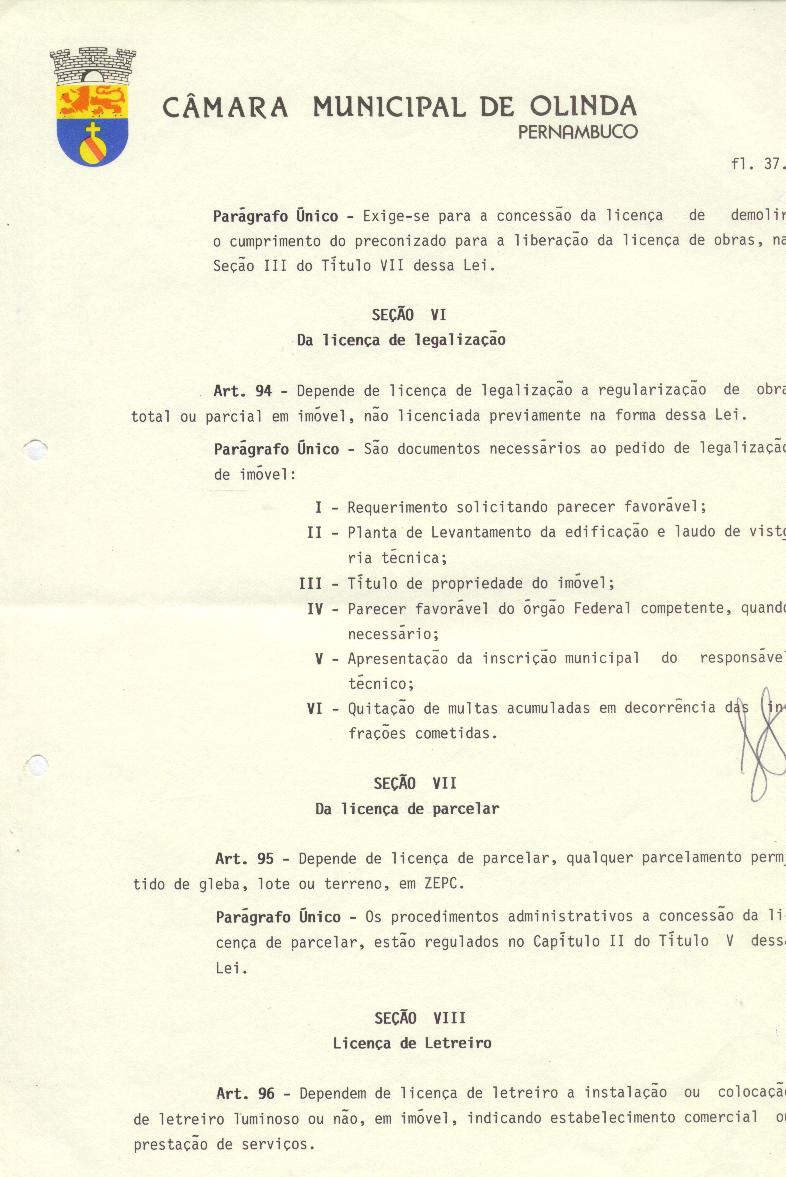 CÂMARA MUNICIPAL DE OLINDA
PERNAMBUCO
fl. 37.
Parágrafo Único - Exige-se para a concessão da licença de demolir
o cumprimento do preconizado para a liberação da licença de obras, na
Seção III do Título VII dessa Lei.
SEÇÃO VI
Da licença de legalização
Art. 94 - Depende de licença de legalização a regularização de obra
total ou parcial em imóvel, não licenciada previamente na forma dessa Lei.
Parágrafo Único - São documentos necessários ao pedido de legalização
de imóvel:
I - Requerimento solicitando parecer favorável;
II - Planta de Levantamento da edificação e laudo de visto
ria técnica;
III - Título de propriedade do imóvel;
IV - Parecer favorável do órgão Federal competente, quando
necessário;
V - Apresentação da inscrição municipal do responsável
técnico;
VI - Quitação de multas acumuladas em decorrência das in-
frações cometidas.
SEÇÃO VII
Da licença de parcelar
Art. 95 - Depende de licença de parcelar, qualquer parcelamento permi
tido de gleba, lote ou terreno, em ZEPC.
Parágrafo Único - Os procedimentos administrativos a concessão da li-
cença de parcelar, estão regulados no Capítulo II do Título V dessa
Lei.
SEÇÃO VIII
Licença de Letreiro
Art. 96 - Dependem de licença de letreiro a instalação ou colocação
de letreiro luminoso ou não, em imóvel, indicando estabelecimento comercial ou
prestação de serviços.